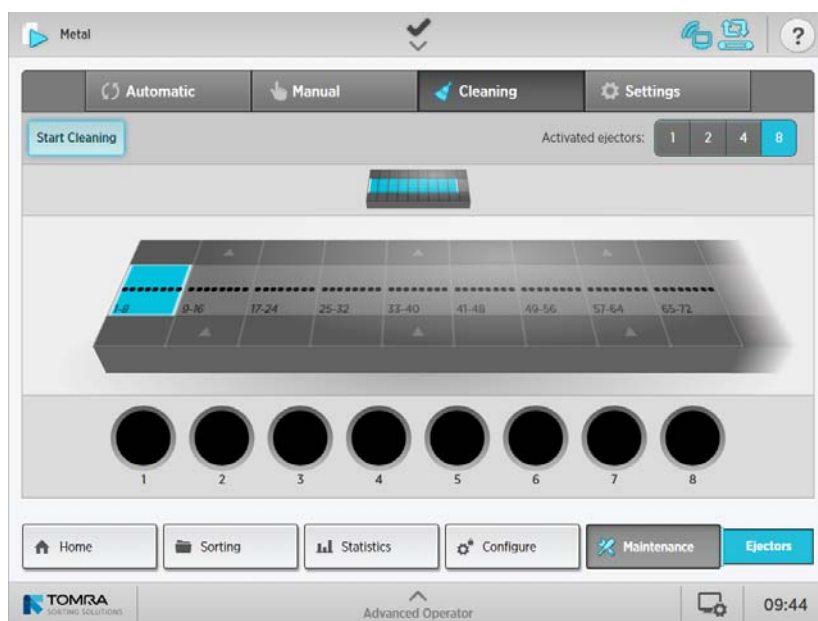 Metal
?
Automatic
Manual
Cleaning
Settings
Start Cleaning
Activated ejectors: 1 2 4 8
1-8 9-16 17-24 25-32 33-40 41-48 49-56 57-64 65-72
1 2 3 4 5 6 7 8
Home
Sorting
Statistics
Configure
Maintenance
Ejectors
TOMRA
SORTING SOLUTIONS
Advanced Operator
09:44